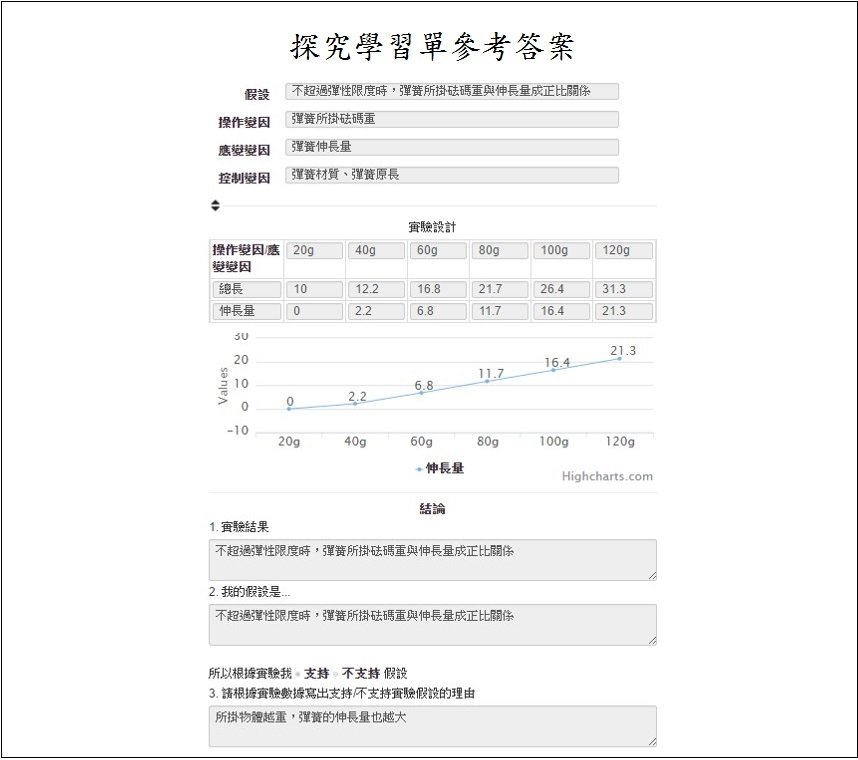 探究學習單參考答案
假設 不超過彈性限度時，彈簧所掛砝碼重與伸長量成正比關係
操作變因 彈簧所掛砝碼重
應變變因 彈簧伸長量
控制變因 彈簧材質、彈簧原長
實驗設計
操作變因/應變變因 20g 40g 60g 80g 100g 120g
總長 10 12.2 16.8 21.7 26.4 31.3
伸長量 0 2.2 6.8 11.7 16.4 21.3
30
20
10
0
-10
Values
0 2.2 6.8 11.7 16.4 21.3
20g 40g 60g 80g 100g 120g
伸長量
Highcharts.com
結論
1. 實驗結果
不超過彈性限度時，彈簧所掛砝碼重與伸長量成正比關係
2. 我的假設是...
不超過彈性限度時，彈簧所掛砝碼重與伸長量成正比關係
所以根據實驗我 支持 不支持 假設
3. 請根據實驗數據寫出支持/不支持實驗假設的理由
所掛物體越重，彈簧的伸長量也越大